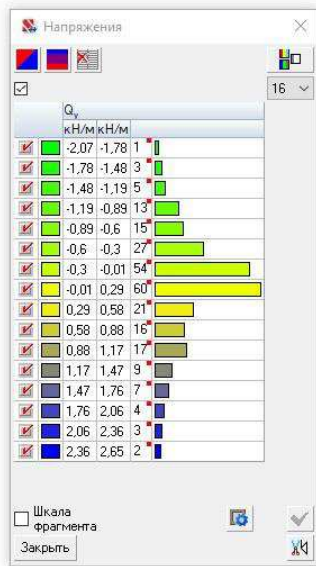 Напряжения
16
Qy
кН/м кН/м
-2,07 -1,78 1
-1,78 -1,48 3
-1,48 -1,19 5
-1,19 -0,89 13
-0,89 -0,6 15
-0,6 -0,3 27
-0,3 -0,01 54
-0,01 0,29 60
0,29 0,58 21
0,58 0,88 16
0,88 1,17 17
1,17 1,47 9
1,47 1,76 7
1,76 2,06 4
2,06 2,36 3
2,36 2,65 2
Шкала
фрагмента
Закрыть